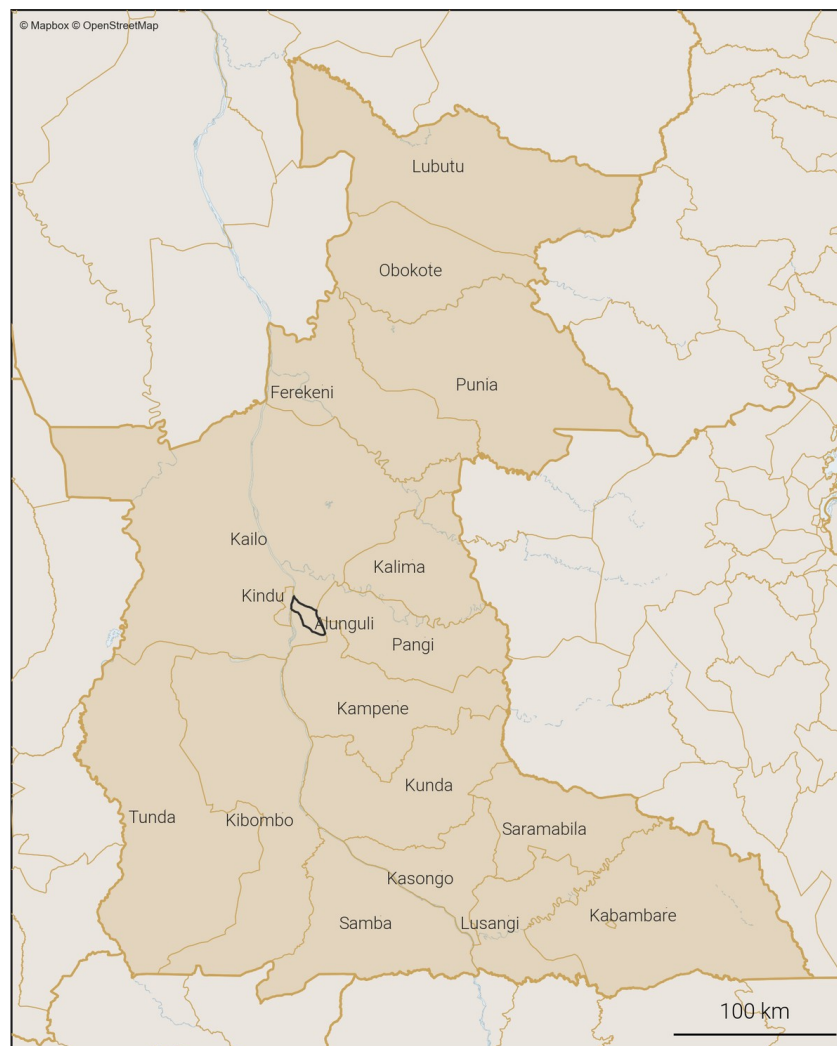 © Mapbox © OpenStreetMap
Lubutu
Obokote
Punia
Ferekeni
Kailo
Kalima
Kindu
Alunguli
Pangi
Kampene
Kunda
Tunda
Kibombo
Saramabila
Kasongo
Samba
Lusangi
Kabambare
100 km